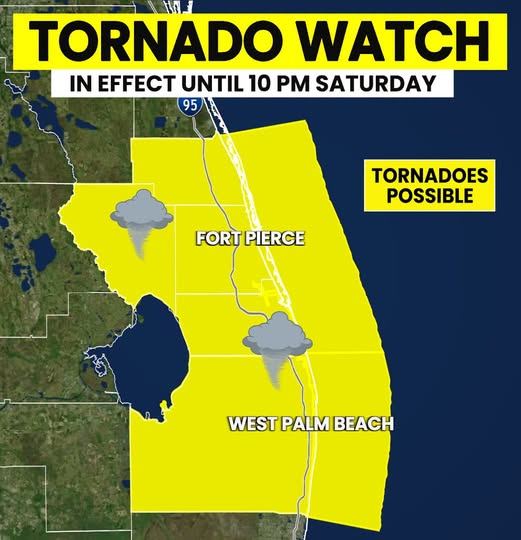 TORNADO WATCH
IN EFFECT UNTIL 10 PM SATURDAY
95
TORNADOES
POSSIBLE
FORT PIERCE
WEST PALM BEACH